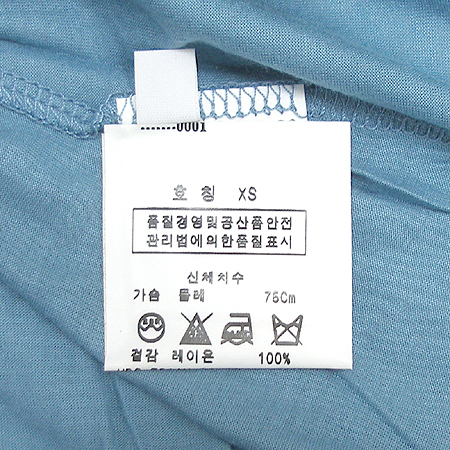 0001
호칭 XS
품질경영및공산품안전
관리법에의한품질표시
신체치수
가슴 둘레 75Cm
겉감 레이온 100%